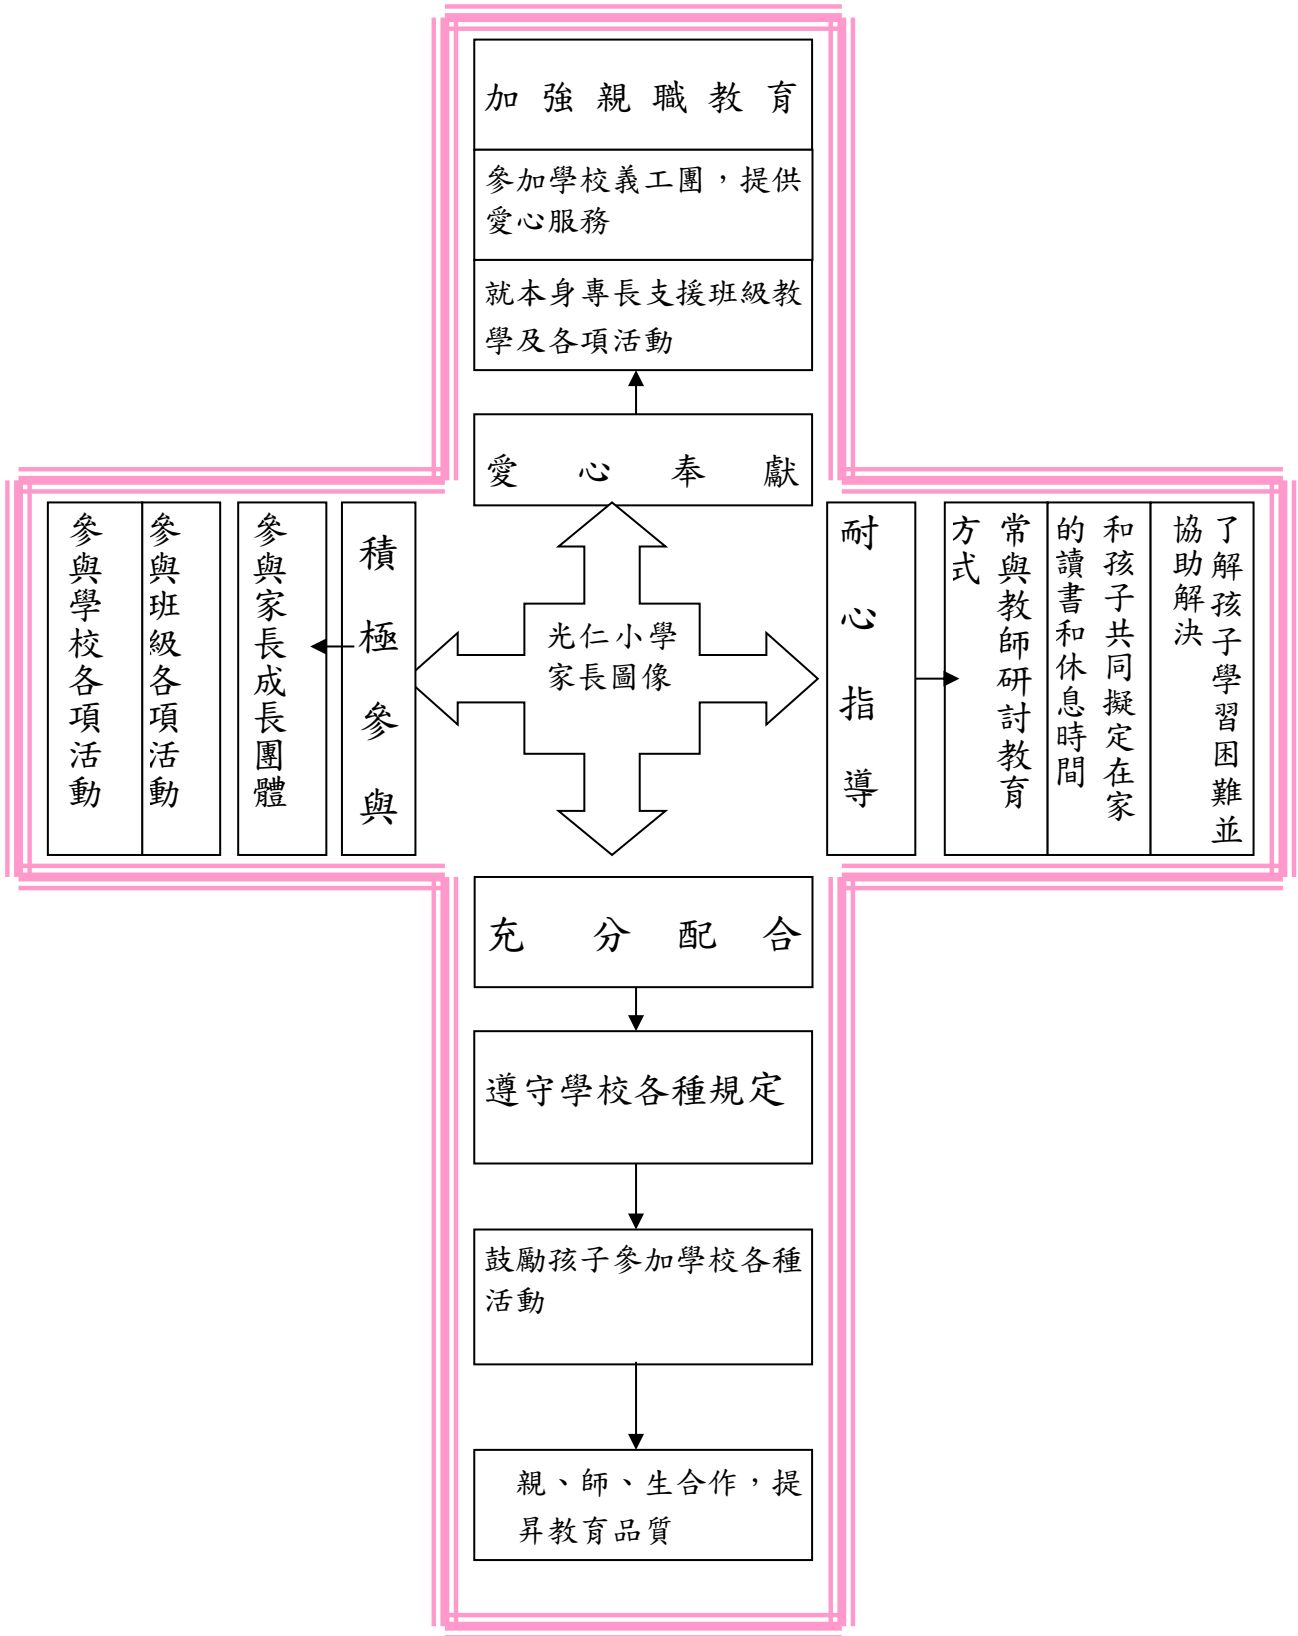 加強親職教育
參加學校義工團，提供
愛心服務
就本身專長支援班級教
學及各項活動
愛心奉獻
積極參與
參與家長成長團體
參與班級各項活動
參與學校各項活動
光仁小學
家長圖像
耐心指導
常與教師研討教育
方式
和孩子共同擬定在家
的讀書和休息時間
了解孩子學習困難並
協助解決
充分配合
遵守學校各種規定
鼓勵孩子參加學校各種
活動
親、師、生合作，提
昇教育品質